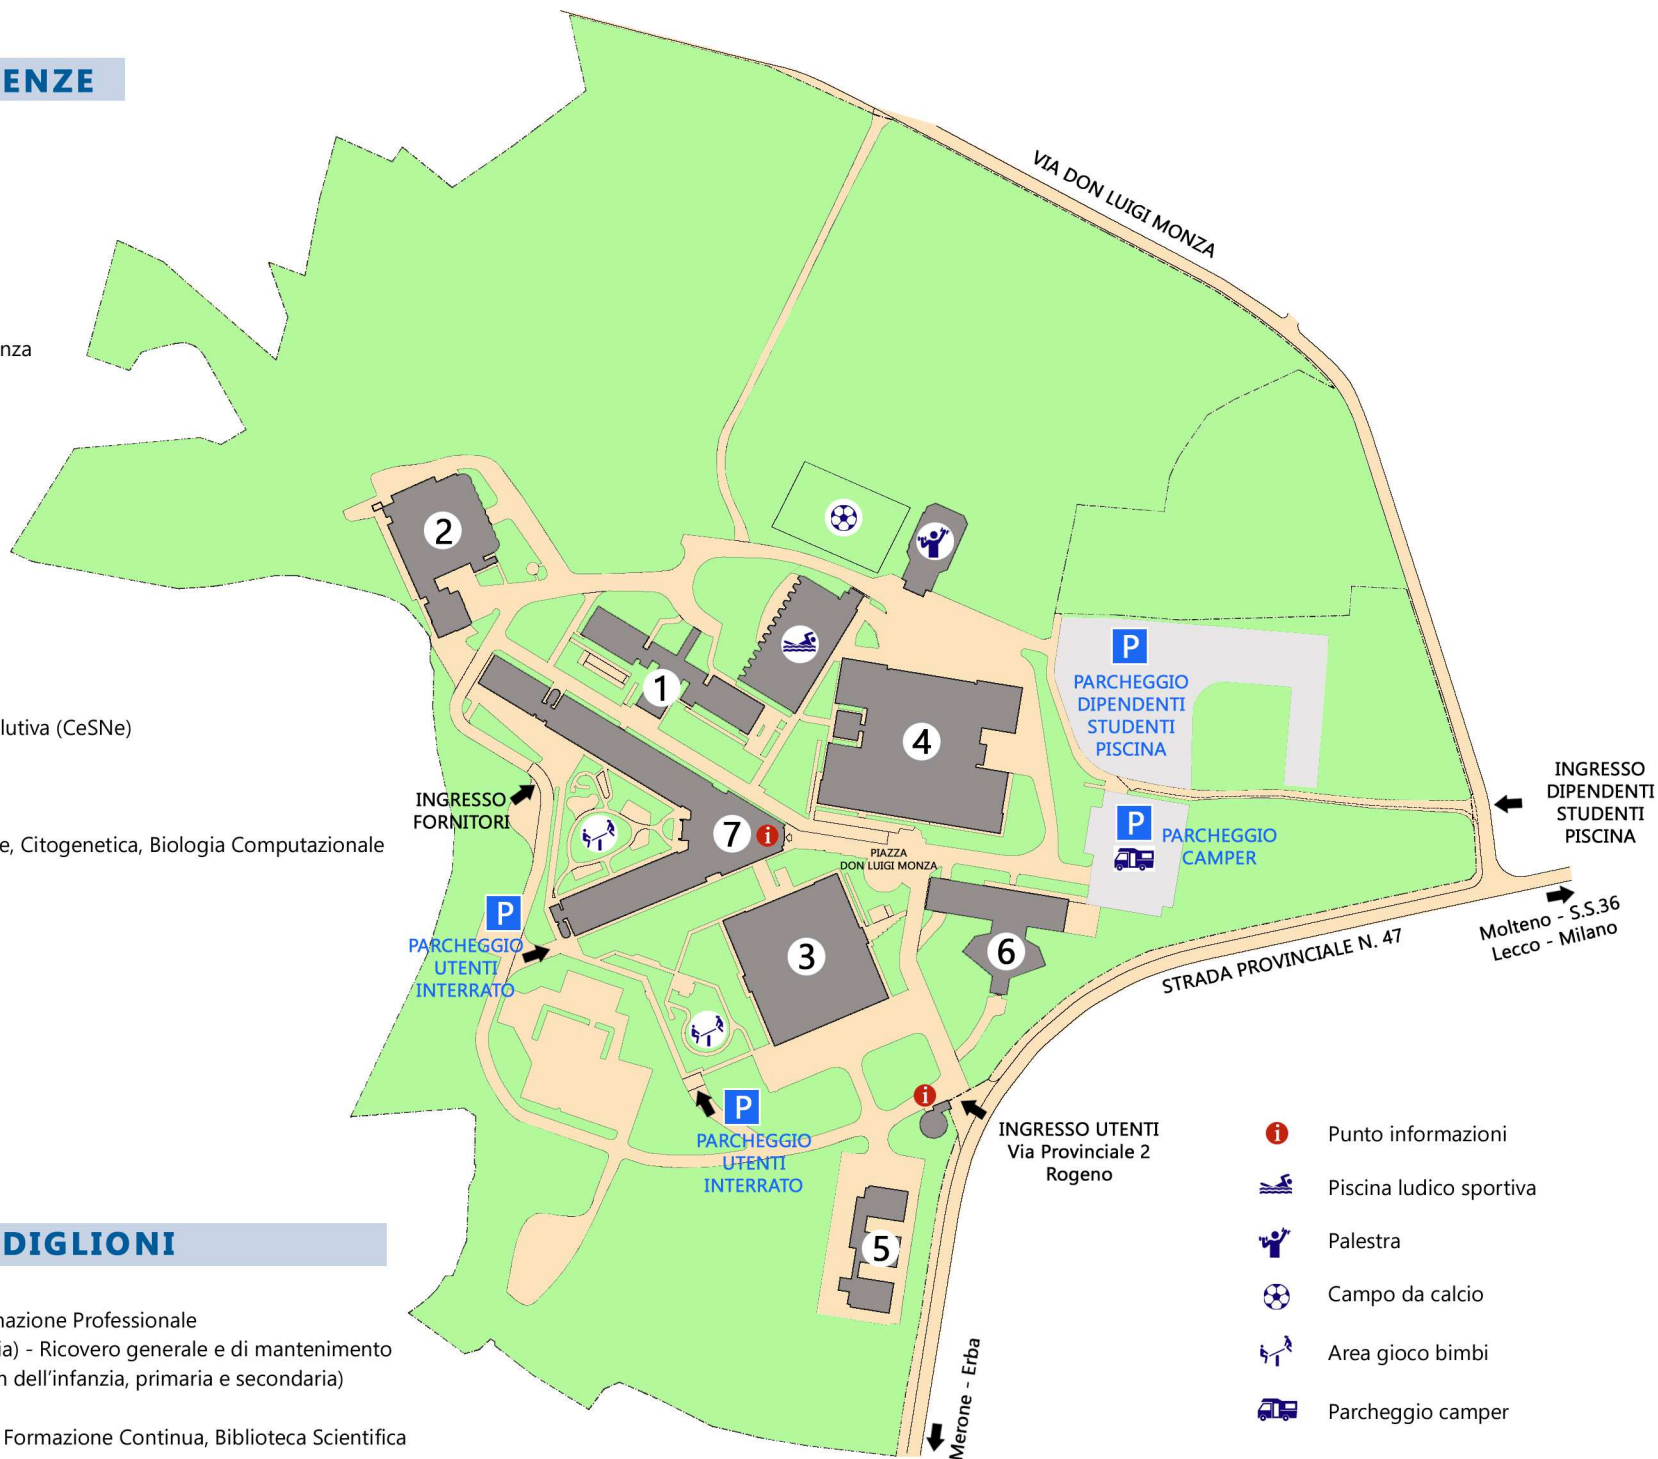 ENZE
nza
lutiva (CeSNe)
e, Citogenetica, Biologia Computazionale
DIGLIONI
nazione Professionale
ia) - Ricovero generale e di mantenimento
n dell'infanzia, primaria e secondaria)
Formazione Continua, Biblioteca Scientifica
VIA DON LUIGI MONZA
2
1
4
P
PARCHEGGIO
DIPENDENTI
STUDENTI
PISCINA
INGRESSO
DIPENDENTI
STUDENTI
PISCINA
INGRESSO
FORNITORI
7
i
P
PARCHEGGIO
CAMPER
PIAZZA
DON LUIGI MONZA
P
PARCHEGGIO
UTENTI
INTERRATO
3
6
STRADA PROVINCIALE N. 47
Molteno - S.S.36
Lecco - Milano
i
P
PARCHEGGIO
UTENTI
INTERRATO
INGRESSO UTENTI
Via Provinciale 2
Rogeno
5
Merone - Erba
i
Punto informazioni
Piscina ludico sportiva
Palestra
Campo da calcio
Area gioco bimbi
Parcheggio camper